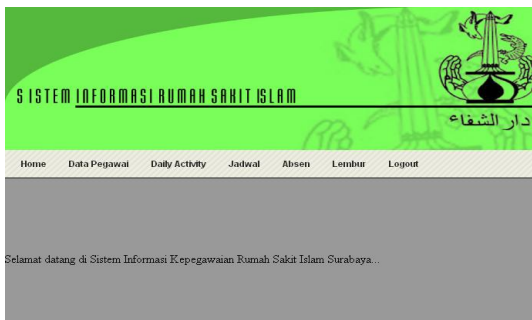 SISTEM INFORMASI RUMAH SAKIT ISLAM
دار الشفاء
Home Data Pegawai Daily Activity Jadwal Absen Lembur Logout
Selamat datang di Sistem Informasi Kepegawaian Rumah Sakit Islam Surabaya...